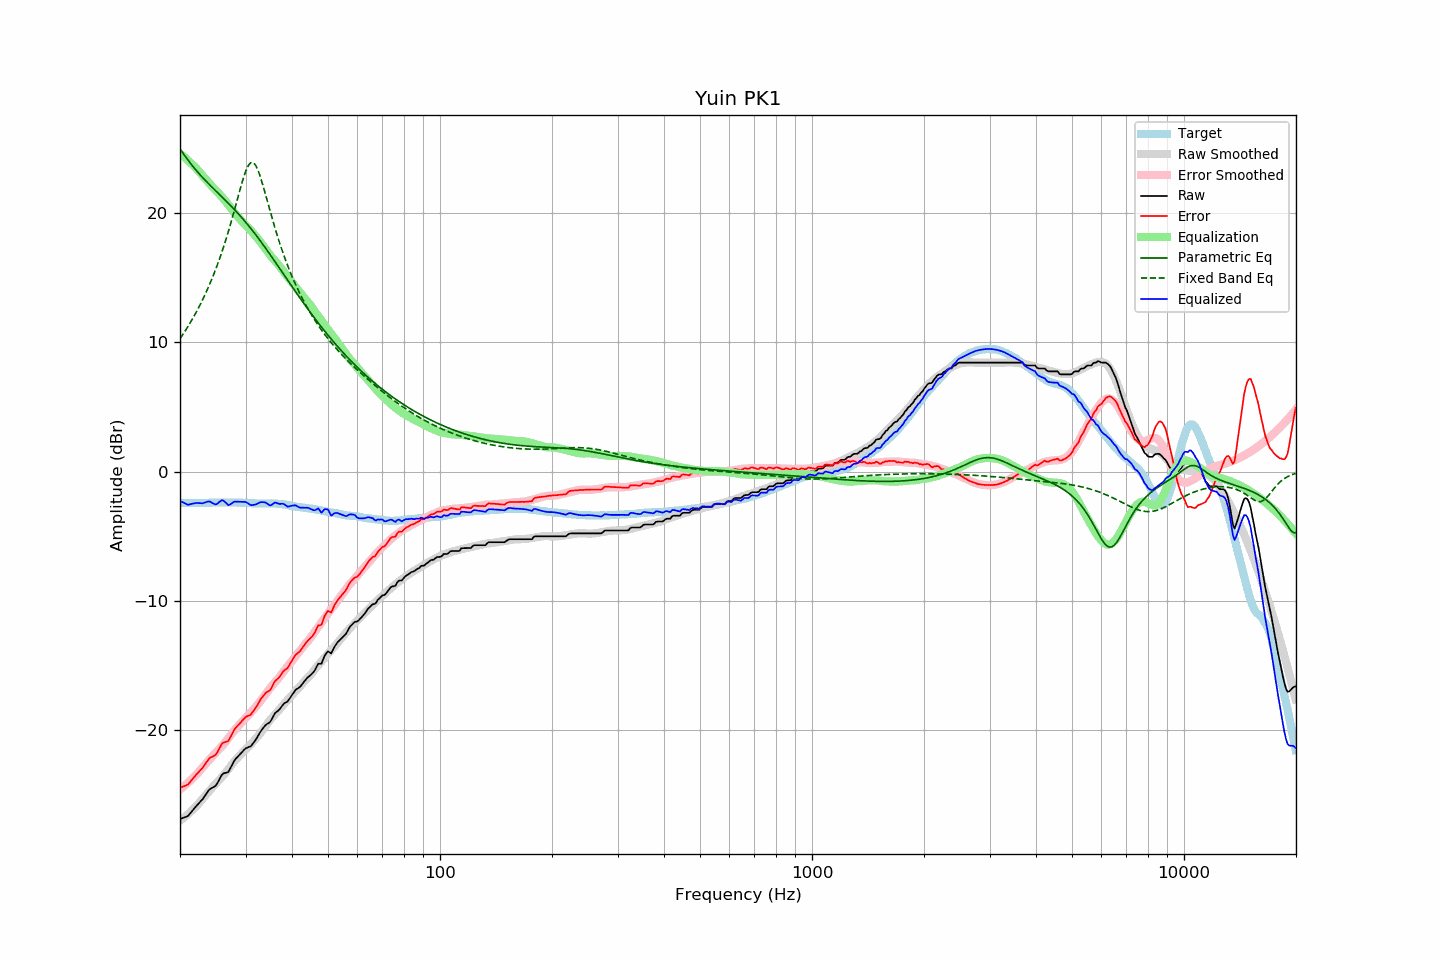 Yuin PK1
Amplitude (dBr)
20
10
0
−10
−20
100
1000
10000
Frequency (Hz)
Target
Raw Smoothed
Error Smoothed
Raw
Error
Equalization
Parametric Eq
Fixed Band Eq
Equalized